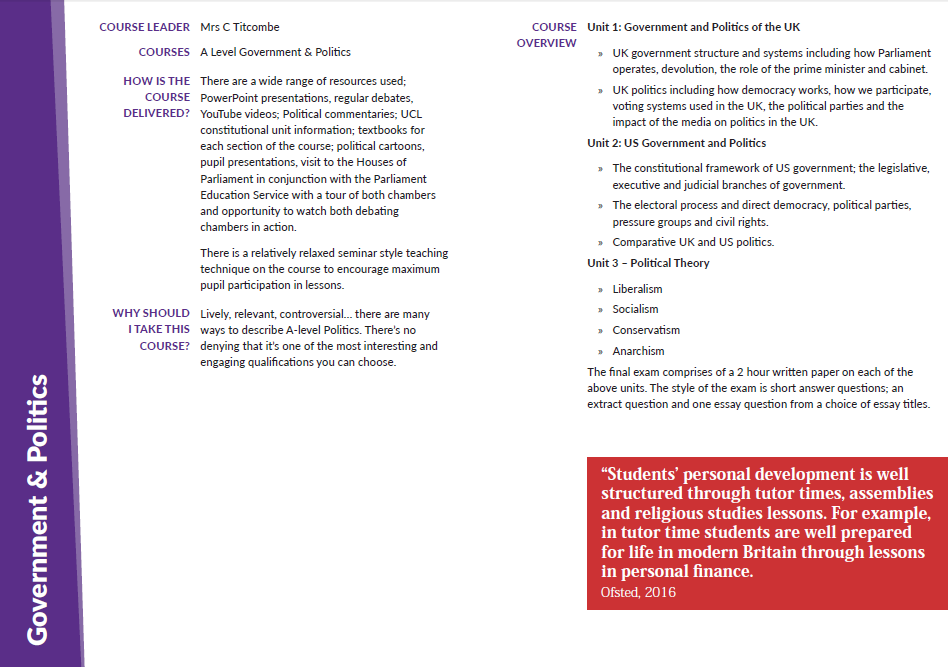 Government & Politics
COURSE LEADER Mrs C Titcombe
COURSES A Level Government & Politics
HOW IS THE There are a wide range of resources used;
COURSE PowerPoint presentations, regular debates,
DELIVERED? YouTube videos; Political commentaries; UCL
constitutional unit information; textbooks for
each section of the course; political cartoons,
pupil presentations, visit to the Houses of
Parliament in conjunction with the Parliament
Education Service with a tour of both chambers
and opportunity to watch both debating
chambers in action.
There is a relatively relaxed seminar style teaching
technique on the course to encourage maximum
pupil participation in lessons.
WHY SHOULD Lively, relevant, controversial… there are many
I TAKE THIS ways to describe A-level Politics. There's no
COURSE? denying that it's one of the most interesting and
engaging qualifications you can choose.
COURSE Unit 1: Government and Politics of the UK
OVERVIEW
» UK government structure and systems including how Parliament
operates, devolution, the role of the prime minister and cabinet.
» UK politics including how democracy works, how we participate,
voting systems used in the UK, the political parties and the
impact of the media on politics in the UK.
Unit 2: US Government and Politics
» The constitutional framework of US government; the legislative,
executive and judicial branches of government.
» The electoral process and direct democracy, political parties,
pressure groups and civil rights.
» Comparative UK and US politics.
Unit 3 – Political Theory
» Liberalism
» Socialism
» Conservatism
» Anarchism
The final exam comprises of a 2 hour written paper on each of the
above units. The style of the exam is short answer questions; an
extract question and one essay question from a choice of essay titles.
“Students’ personal development is well
structured through tutor times, assemblies
and religious studies lessons. For example,
in tutor time students are well prepared
for life in modern Britain through lessons
in personal finance.
Ofsted, 2016